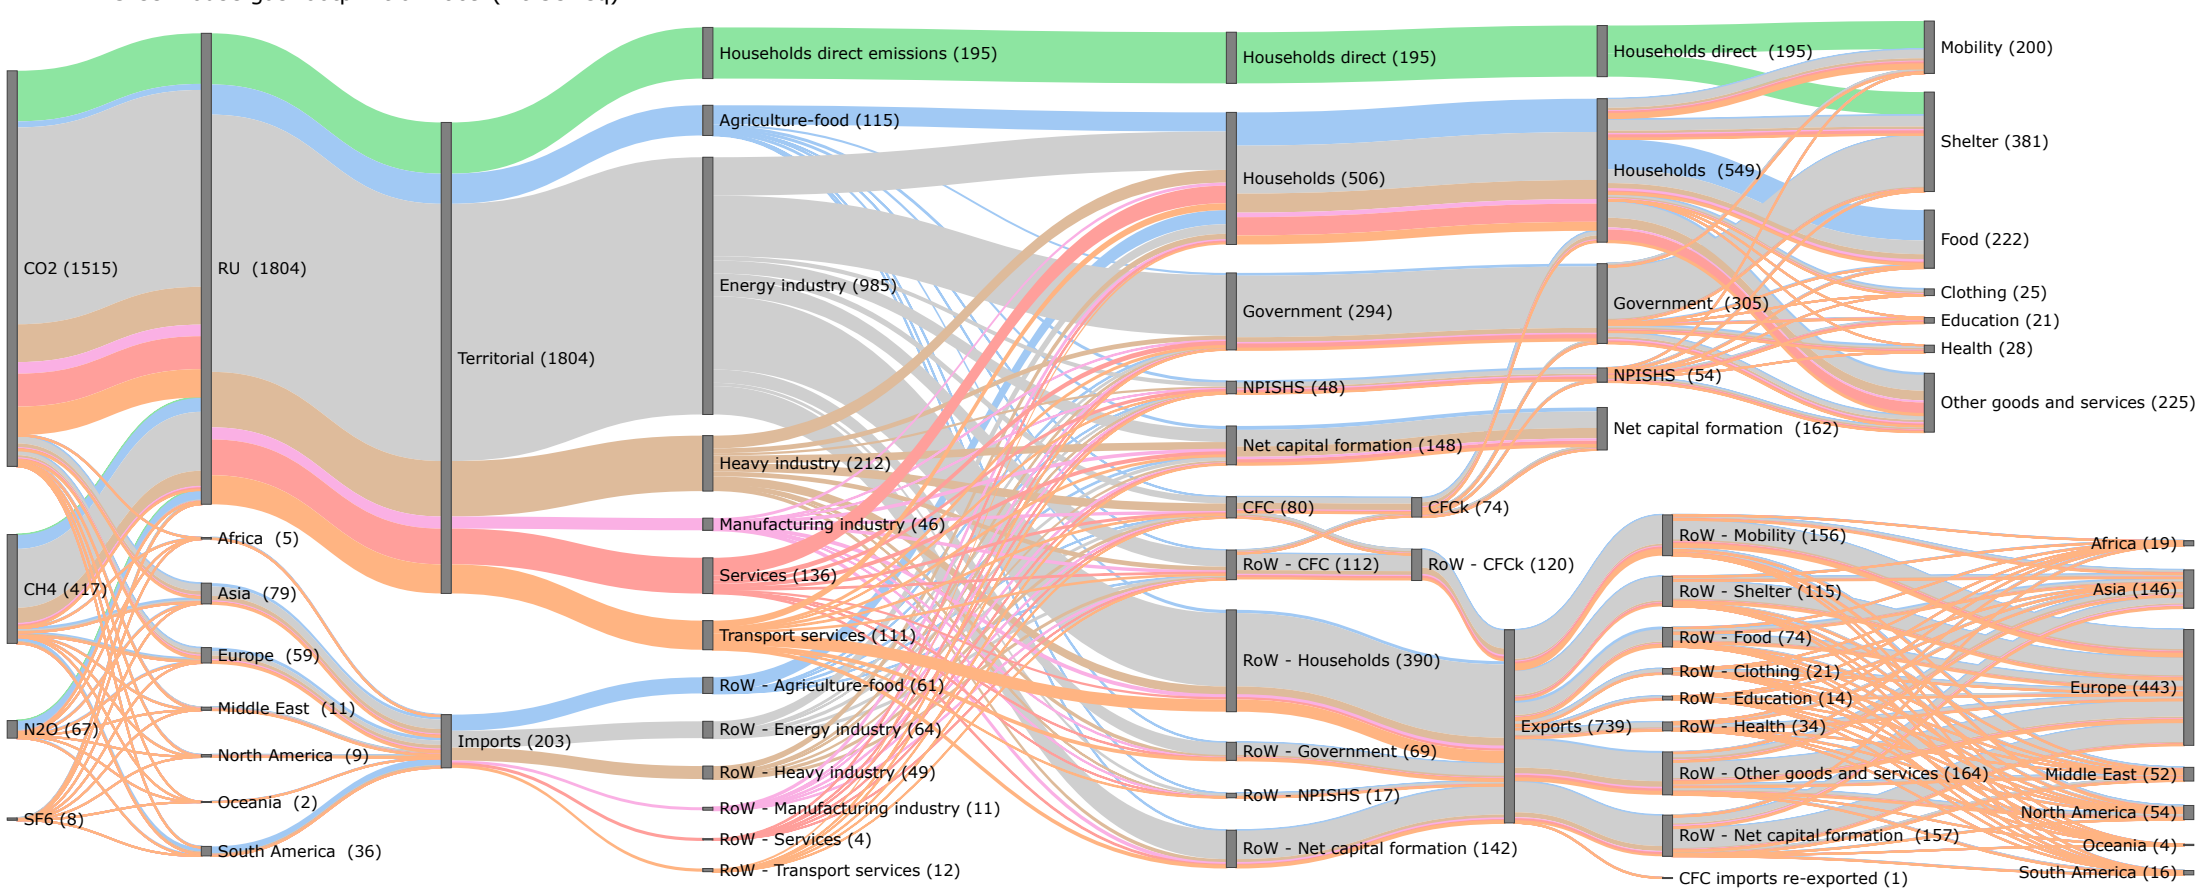 CO2 (1515)
CH4 (417)
N2O (67)
SF6 (8)
RU  (1804)
Africa  (5)
Asia  (79)
Europe  (59)
Middle East  (11)
North America  (9)
Oceania  (2)
South America  (36)
Territorial (1804)
Imports (203)
Households direct emissions (195)
Agriculture-food (115)
Energy industry (985)
Heavy industry (212)
Manufacturing industry (46)
Services (136)
Transport services (111)
RoW - Agriculture-food (61)
RoW - Energy industry (64)
RoW - Heavy industry (49)
RoW - Manufacturing industry (11)
RoW - Services (4)
RoW - Transport services (12)
Households direct (195)
Households (506)
Government (294)
NPISHS (48)
Net capital formation (148)
CFC (80)
RoW - CFC (112)
RoW - Households (390)
RoW - Government (69)
RoW - NPISHS (17)
RoW - Net capital formation (142)
CFCk (74)
RoW - CFCk (120)
Exports (739)
Households direct  (195)
Households  (549)
Government  (305)
NPISHS  (54)
Net capital formation  (162)
RoW - Mobility (156)
RoW - Shelter (115)
RoW - Food (74)
RoW - Clothing (21)
RoW - Education (14)
RoW - Health (34)
RoW - Other goods and services (164)
RoW - Net capital formation  (157)
CFC imports re-exported (1)
Mobility (200)
Shelter (381)
Food (222)
Clothing (25)
Education (21)
Health (28)
Other goods and services (225)
Africa (19)
Asia (146)
Europe (443)
Middle East (52)
North America (54)
Oceania (4)
South America (16)